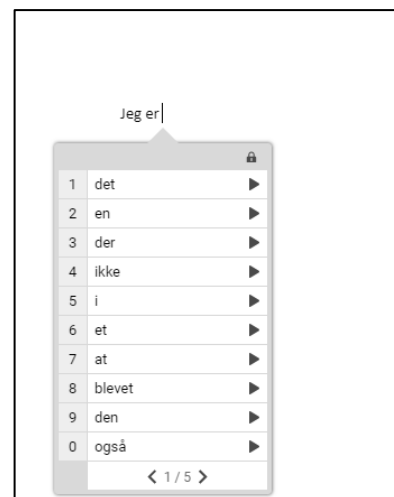 Jeg er
1 det
2 en
3 der
4 ikke
5 i
6 et
7 at
8 blevet
9 den
0 også
1 / 5